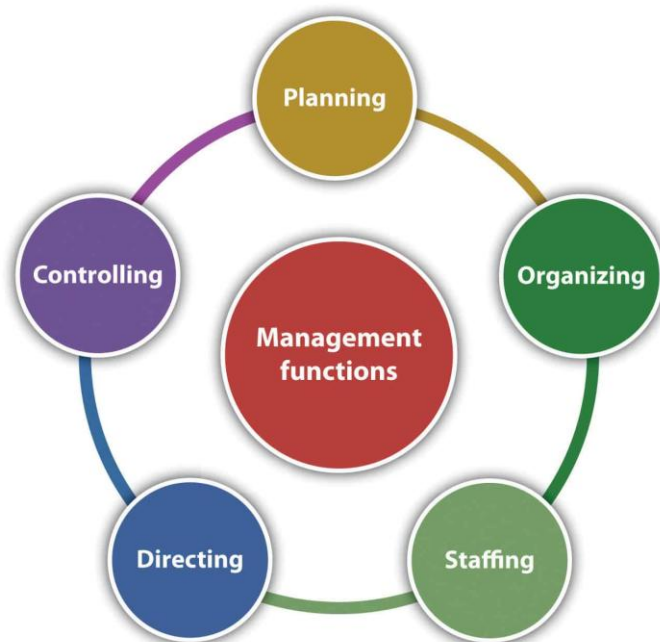 Planning
Organizing
Staffing
Directing
Controlling
Management
functions